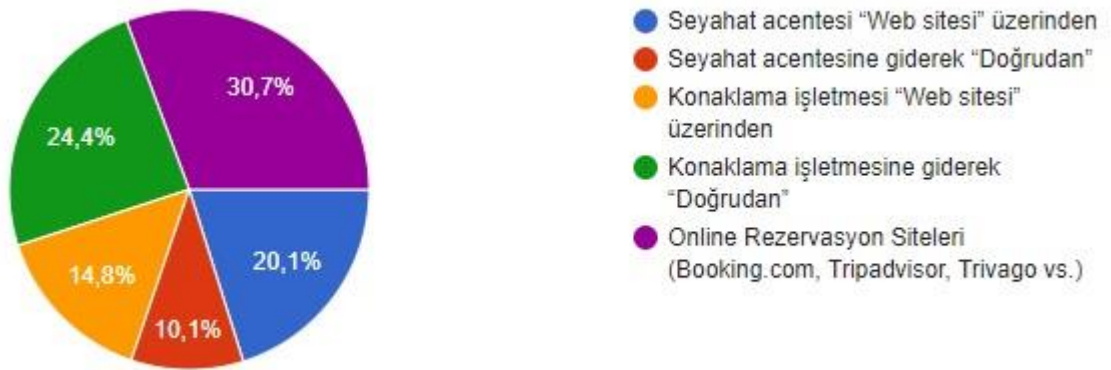 30,7%
24,4%
20,1%
14,8%
10,1%
Seyahat acentesi “Web sitesi” üzerinden
Seyahat acentesine giderek “Doğrudan”
Konaklama işletmesi “Web sitesi”
üzerinden
Konaklama işletmesine giderek
“Doğrudan”
Online Rezervasyon Siteleri
(Booking.com, Tripadvisor, Trivago vs.)